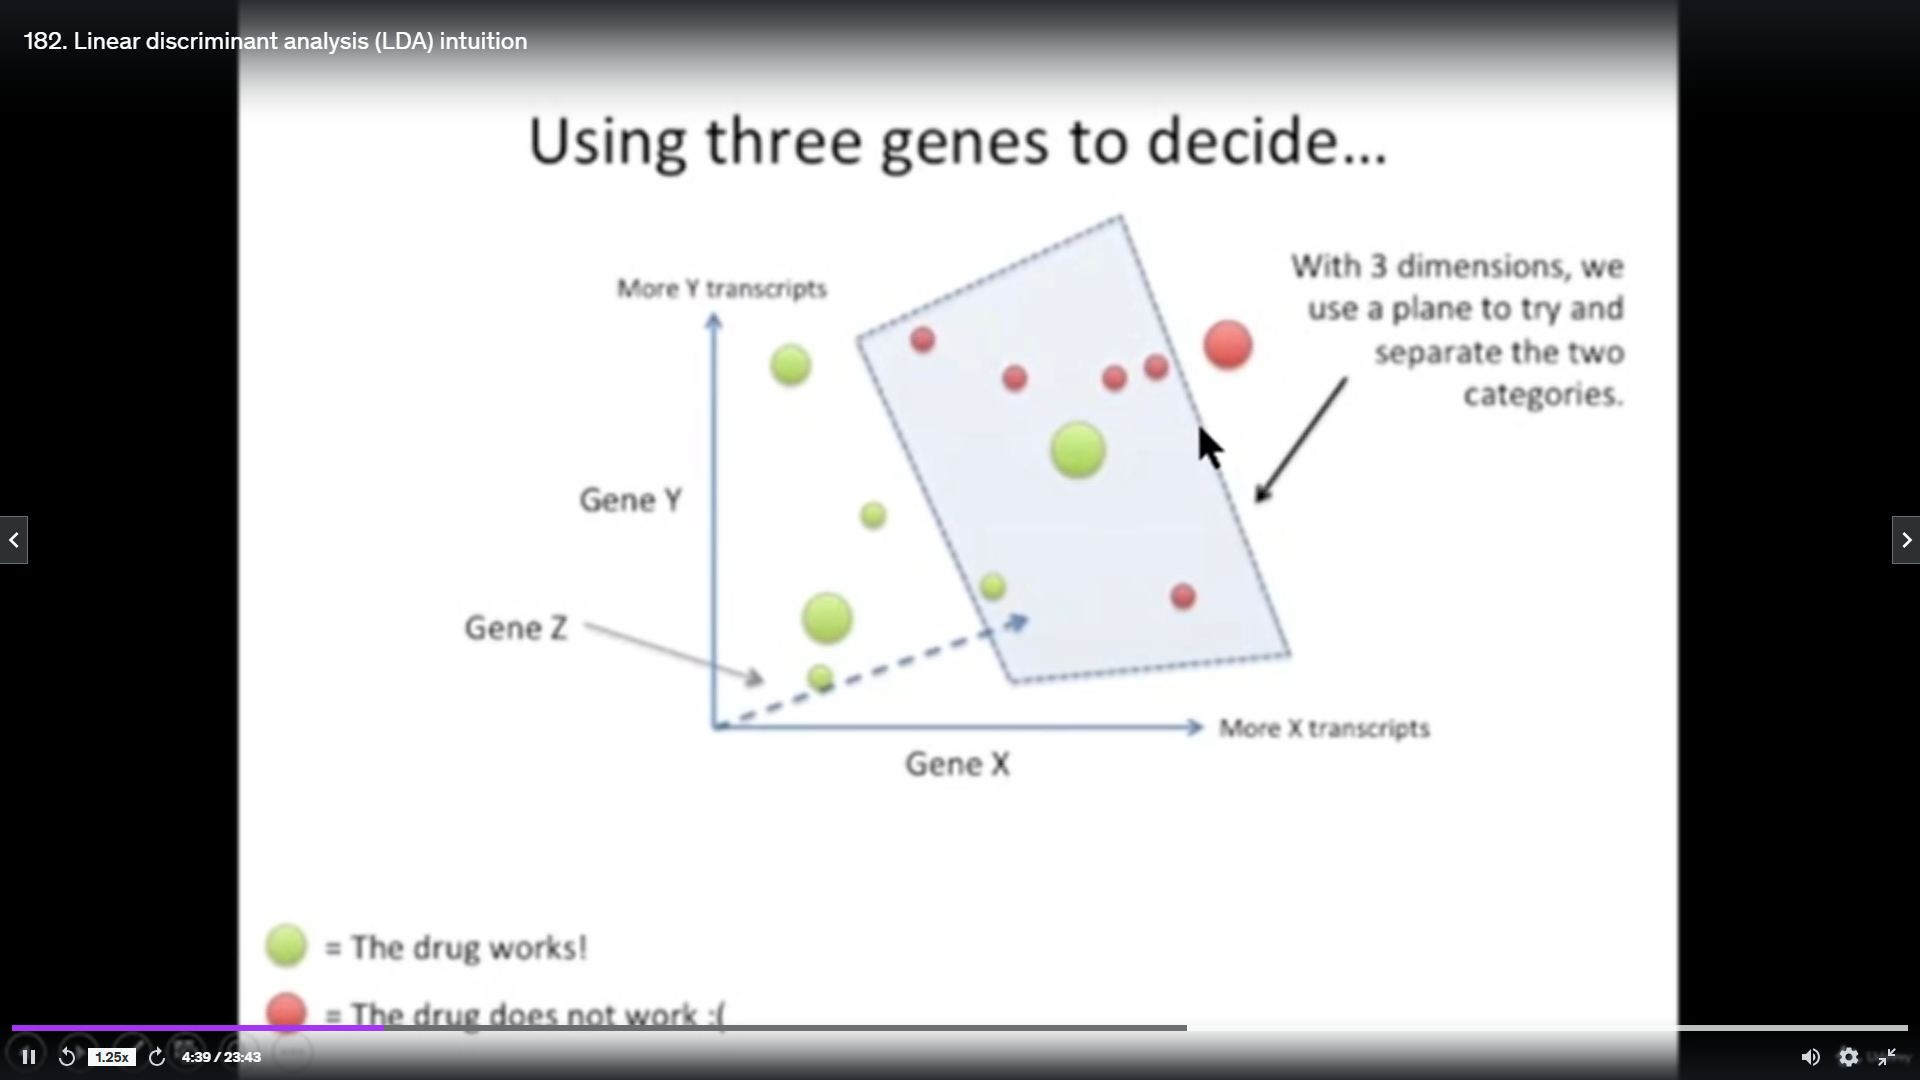 182. Linear discriminant analysis (LDA) intuition
Using three genes to decide...
More Y transcripts
With 3 dimensions, we
use a plane to try and
separate the two
categories.
Gene Y
Gene Z
More X transcripts
Gene X
= The drug works!
= The drug does not work :(
1.25x
4:39 / 23:43